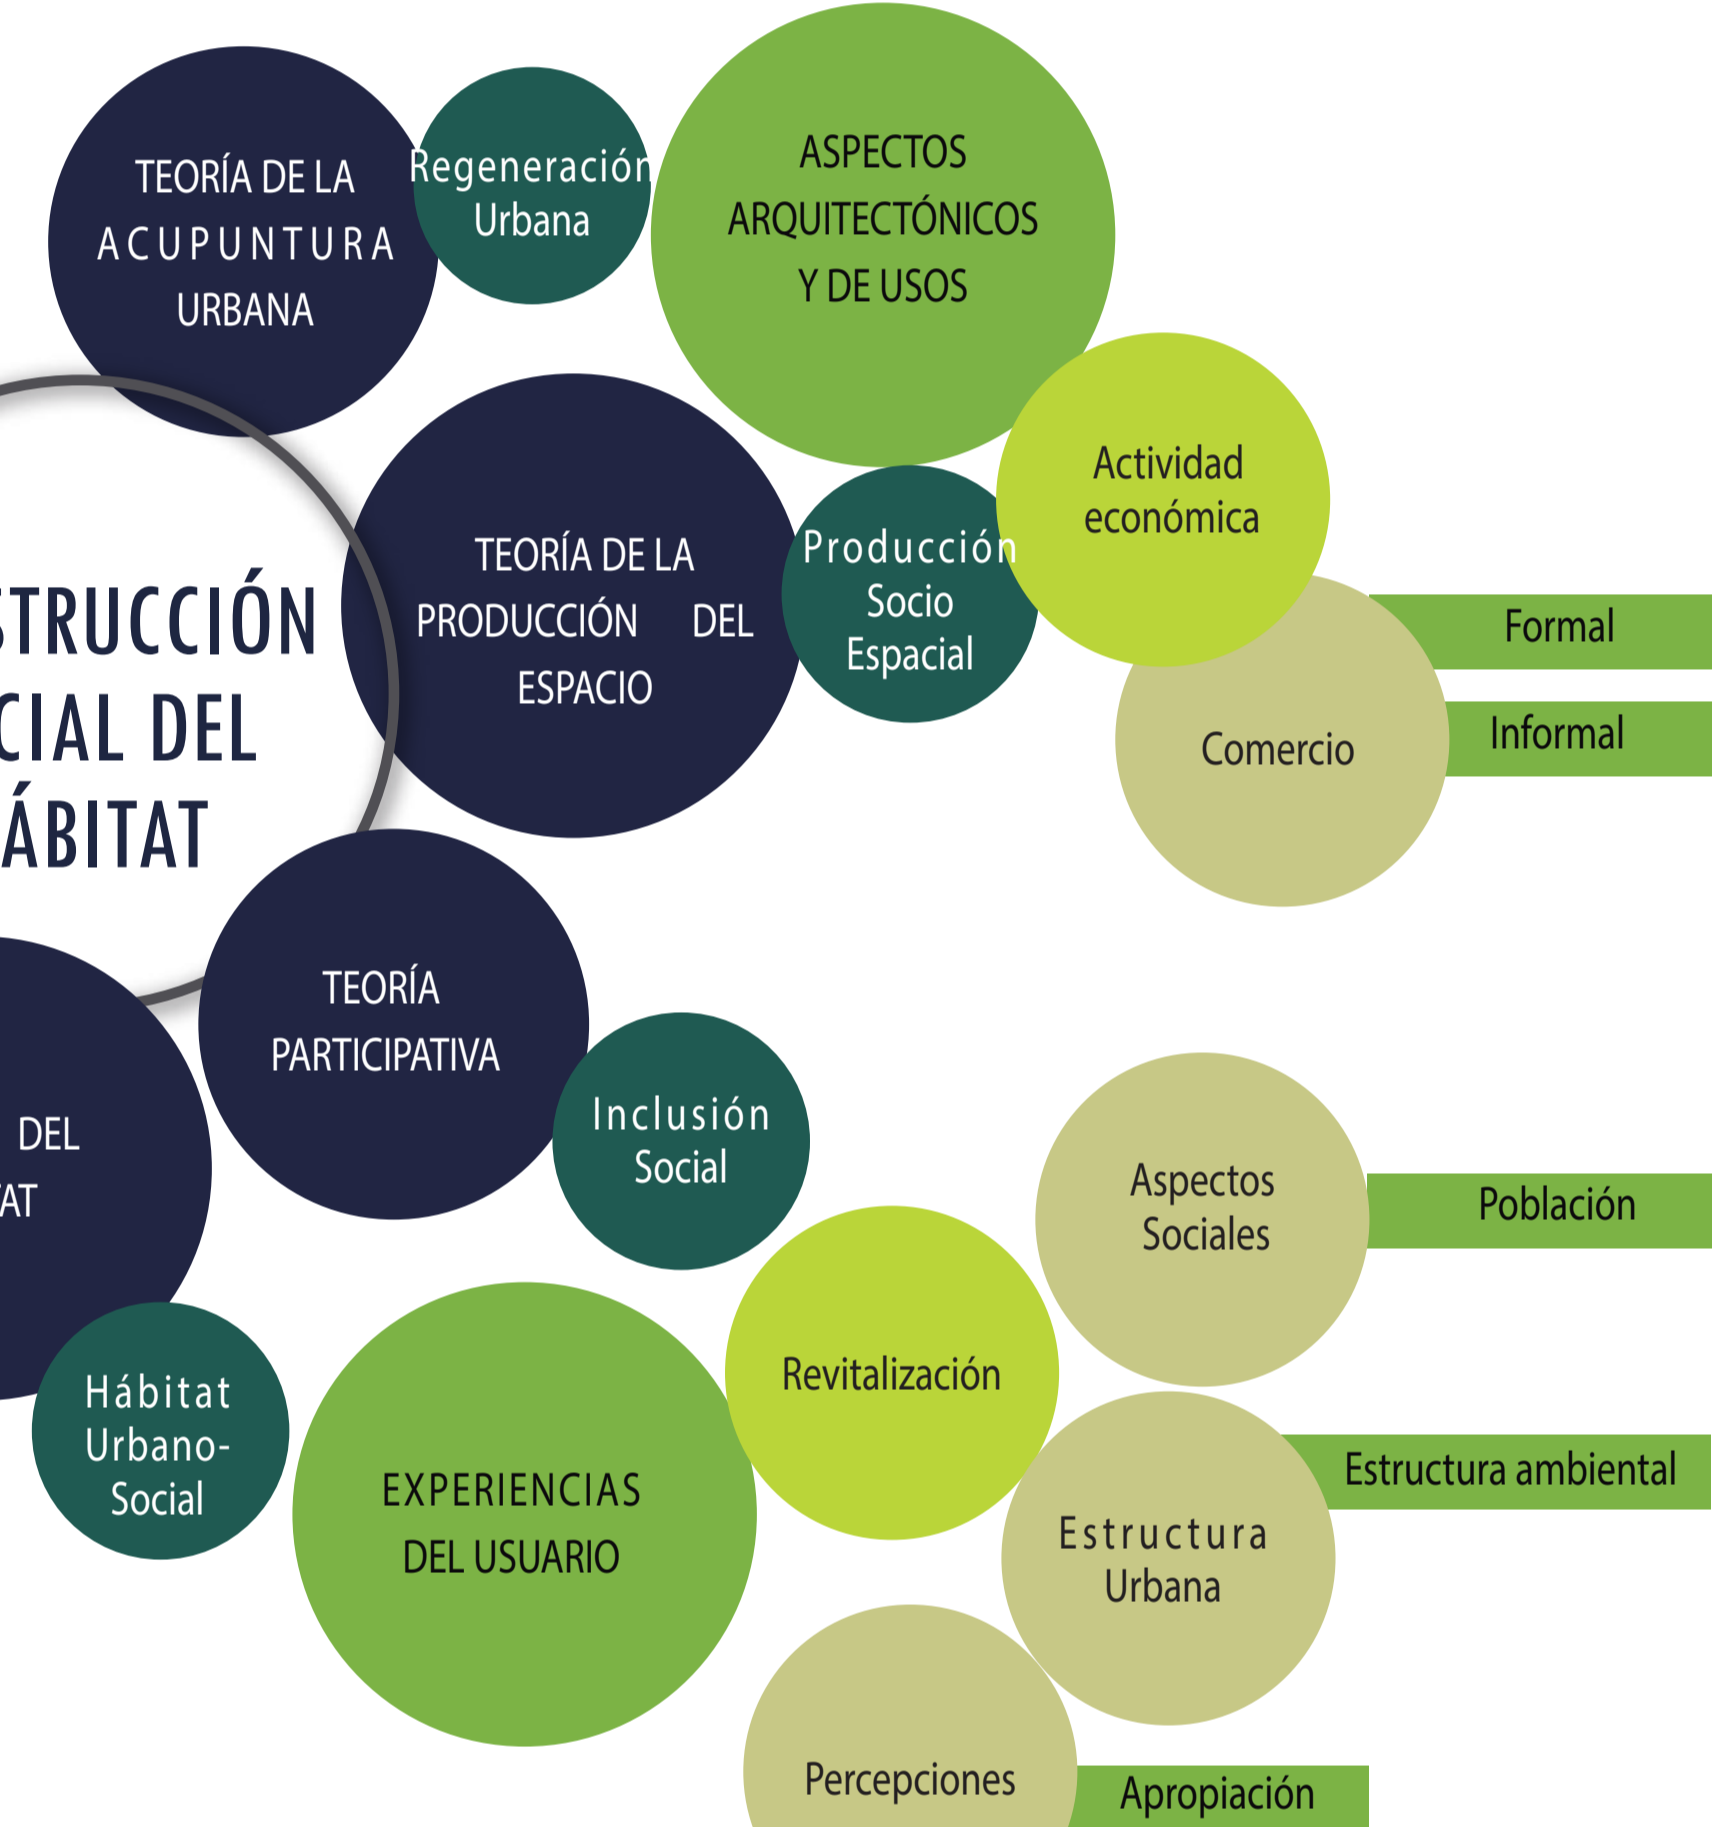 TEORÍA DE LA
ACUPUNTURA
URBANA
Regeneración
Urbana
ASPECTOS
ARQUITECTÓNICOS
Y DE USOS
Actividad
económica
TEORÍA DE LA
PRODUCCIÓN DEL
ESPACIO
Producción
Socio
Espacial
Formal
Informal
Comercio
STRUCCIÓN
CIAL DEL
ÁBITAT
TEORÍA
PARTICIPATIVA
Inclusión
Social
DEL
TAT
Aspectos
Sociales
Población
Revitalización
Hábitat
Urbano-
Social
EXPERIENCIAS
DEL USUARIO
Estructura ambiental
Estructura
Urbana
Percepciones
Apropiación